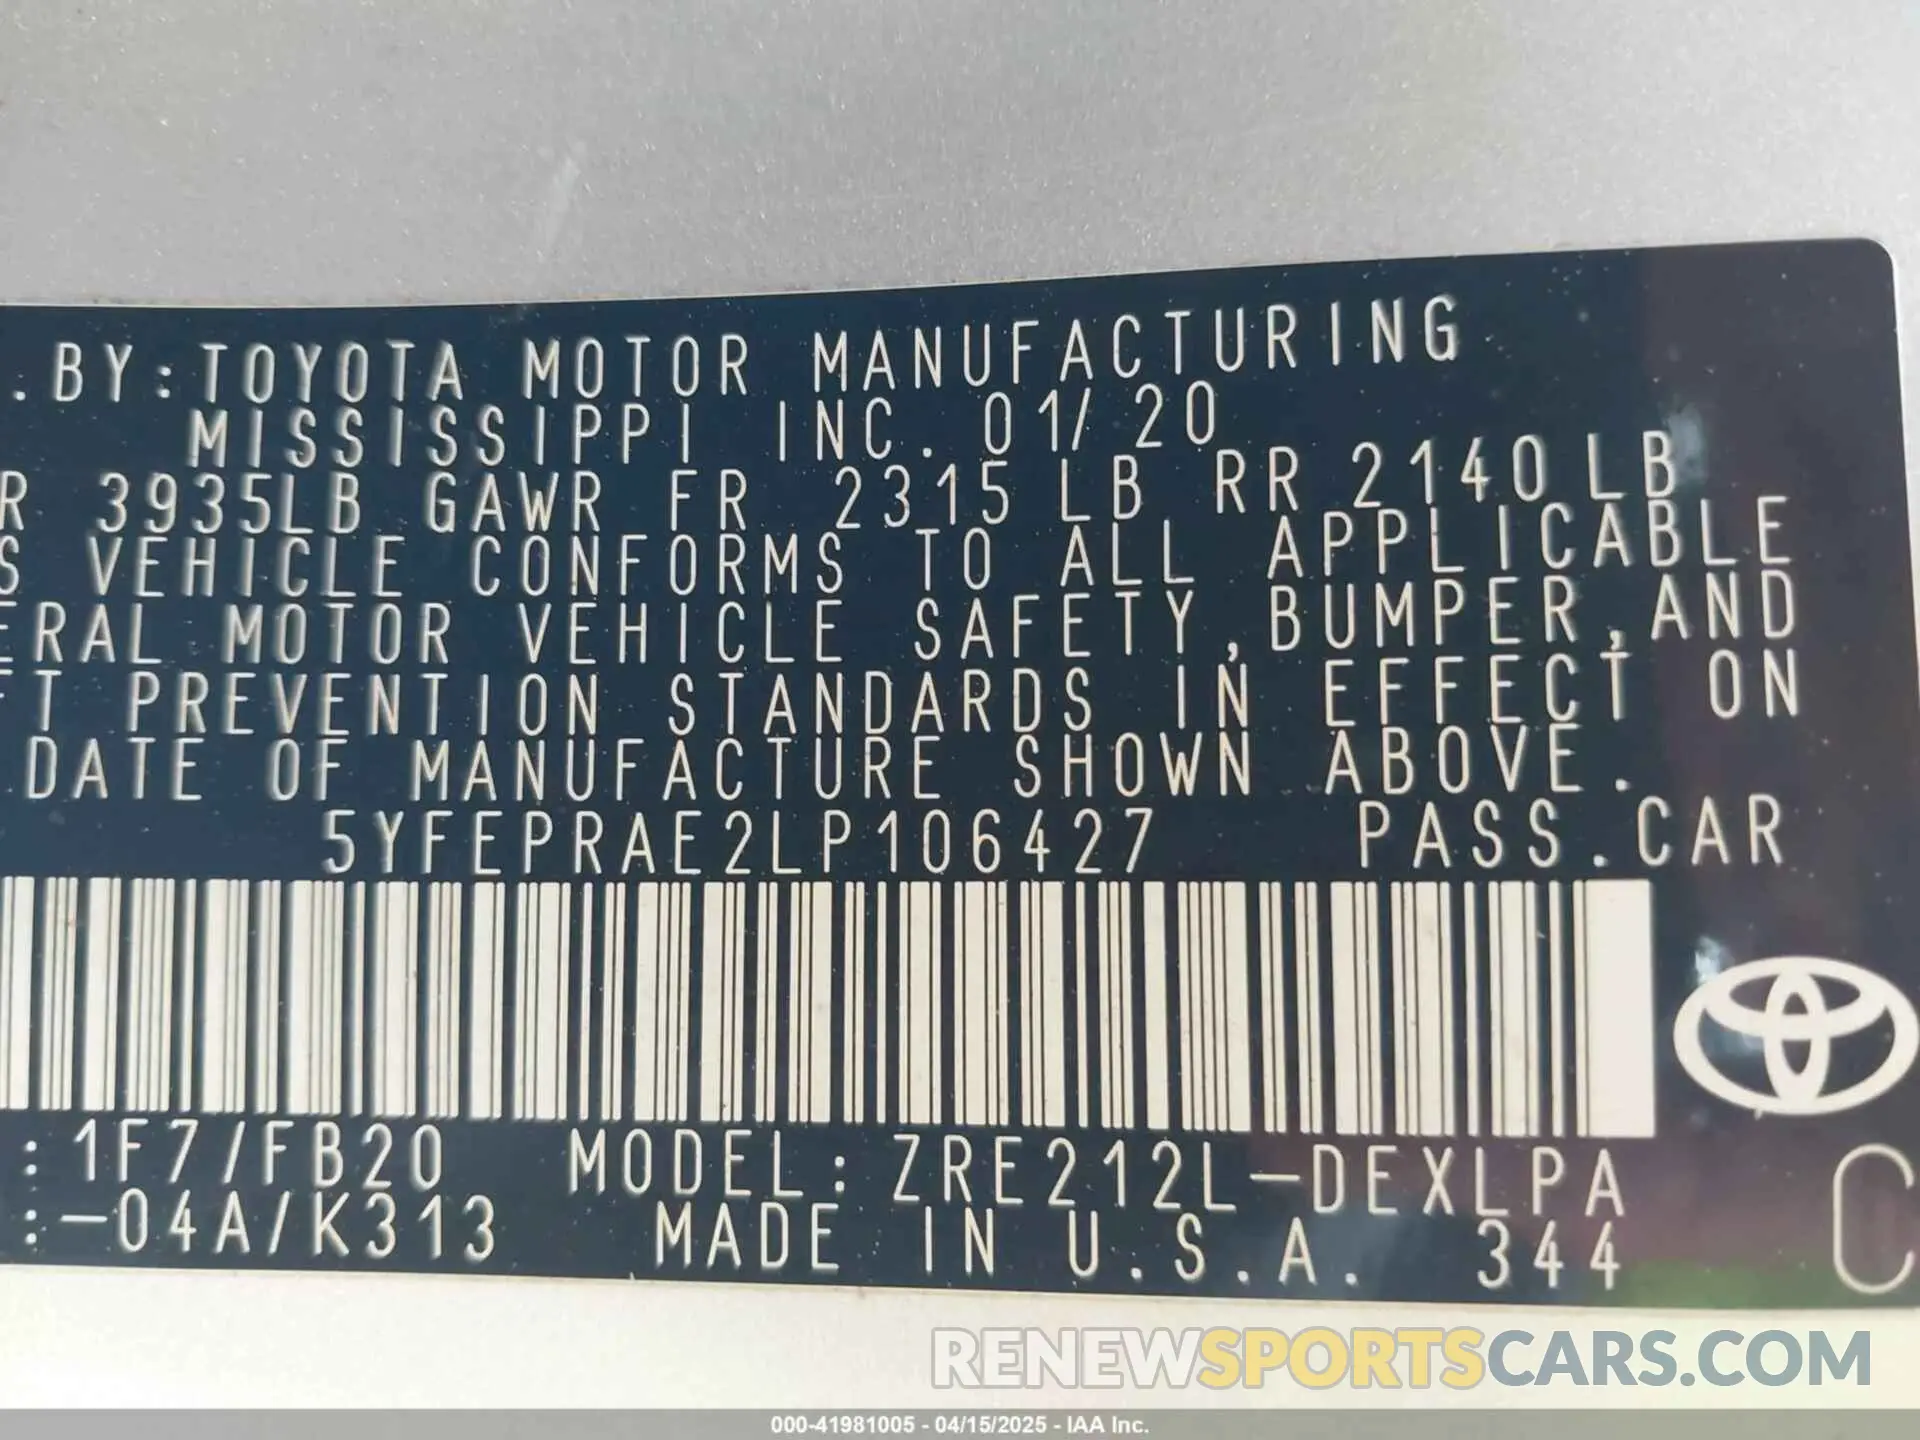 . BY: TOYOTA MOTOR MANUFACTURING
MISSISSIPPI INC. 01/20
R 3935LB GAWR FR 2315 LB RR 2140LB
S VEHICLE CONFORMS TO ALL APPLICABLE
ERAL MOTOR VEHICLE SAFETY, BUMPER, AND
FT PREVENTION STANDARDS IN EFFECT ON
DATE OF MANUFACTURE SHOWN ABOVE.
5YFEPRAE2LP106427 PASS. CAR
: 1F7/FB20 MODEL: ZRE212L-DEXLPA
: -04A/K313 MADE IN U.S.A. 344
C
RENEWSPORTSCARS.COM
000-41981005 - 04/15/2025 - IAA Inc.